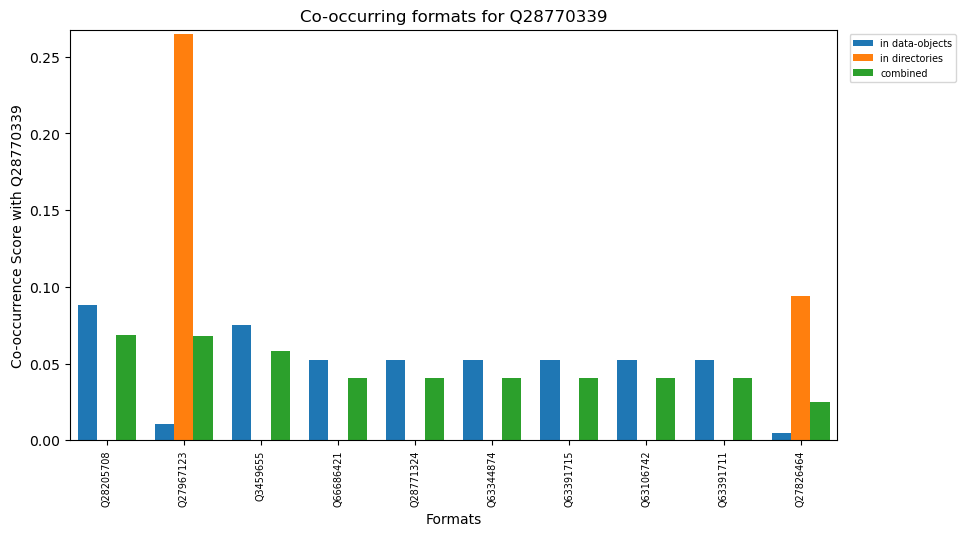 Co-occurring formats for Q28770339
in data-objects
in directories
combined
Co-occurrence Score with Q28770339
0.25
0.20
0.15
0.10
0.05
0.00
Q28205708
Q27967123
Q3459655
Q66686421
Q28771324
Q63344874
Q63391715
Q63106742
Q63391711
Q27826464
Formats